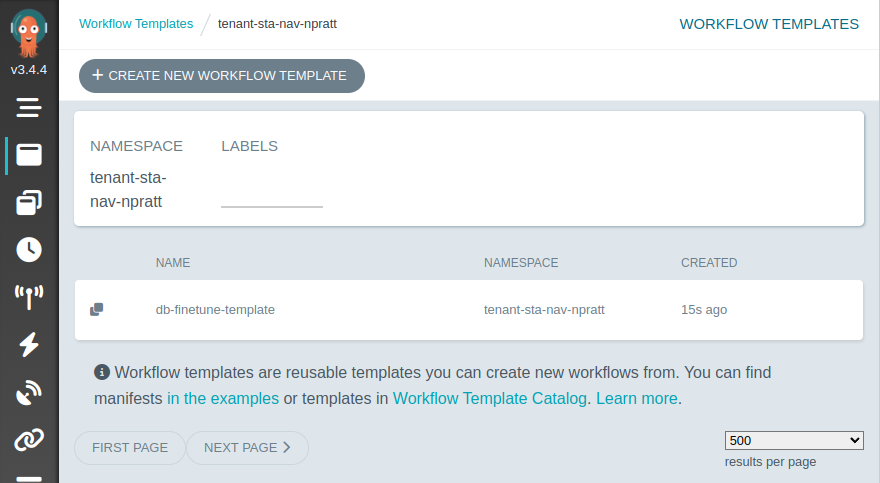 Workflow Templates tenant-sta-nav-npratt WORKFLOW TEMPLATES
v3.4.4
+ CREATE NEW WORKFLOW TEMPLATE
NAMESPACE LABELS
tenant-sta-
nav-npratt
NAME NAMESPACE CREATED
db-finetune-template tenant-sta-nav-npratt 15s ago
Workflow templates are reusable templates you can create new workflows from. You can find
manifests in the examples or templates in Workflow Template Catalog. Learn more.
FIRST PAGE NEXT PAGE 500
results per page